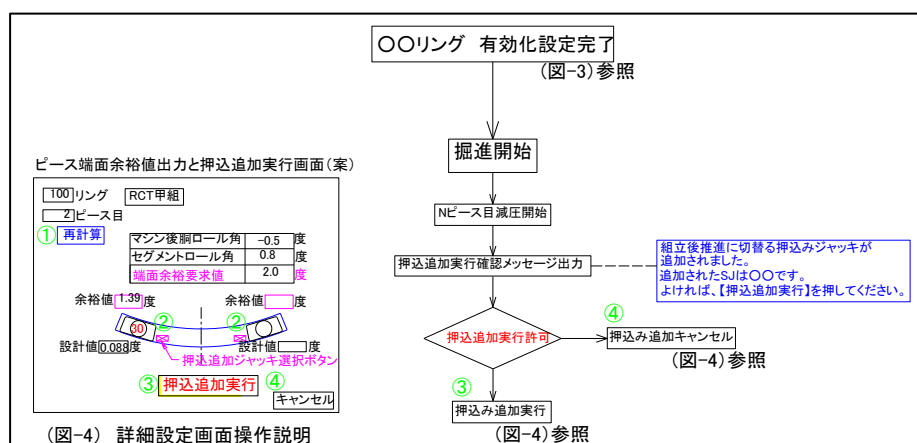 〇〇リング 有効化設定完了
(図-3)参照
掘進開始
Nピース目減圧開始
押込追加実行確認メッセージ出力
組立後推進に切替る押込みジャッキが
追加されました。
追加されたSJは〇〇です。
よければ、【押込追加実行】を押してください。
押込追加実行許可
④
押込み追加キャンセル
(図-4)参照
③
押込み追加実行
(図-4)参照
ピース端面余裕値出力と押込追加実行画面(案)
100 リング RCT甲組
2 ピース目
① 再計算
マシン後胴ロール角 -0.5 度
セグメントロール角 0.8 度
端面余裕要求値 2.0 度
余裕値 1.39 度 余裕値 度
30 ② ②
設計値 0.088 度 設計値 度
押込追加ジャッキ選択ボタン
③ 押込追加実行 ④
キャンセル
(図-4) 詳細設定画面操作説明